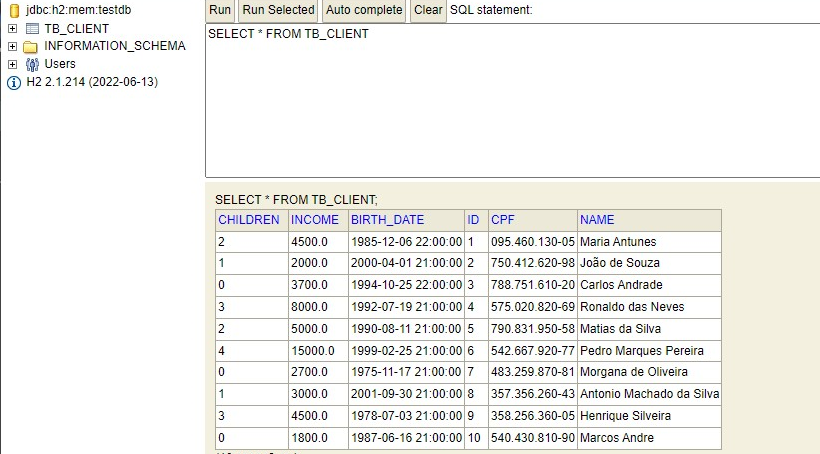 jdbc:h2:mem:testdb
TB_CLIENT
INFORMATION_SCHEMA
Users
H2 2.1.214 (2022-06-13)
Run Run Selected Auto complete Clear SQL statement:
SELECT * FROM TB_CLIENT
SELECT * FROM TB_CLIENT;
CHILDREN INCOME BIRTH_DATE ID CPF NAME
2 4500.0 1985-12-06 22:00:00 1 095.460.130-05 Maria Antunes
1 2000.0 2000-04-01 21:00:00 2 750.412.620-98 João de Souza
0 3700.0 1994-10-25 22:00:00 3 788.751.610-20 Carlos Andrade
3 8000.0 1992-07-19 21:00:00 4 575.020.820-69 Ronaldo das Neves
2 5000.0 1990-08-11 21:00:00 5 790.831.950-58 Matias da Silva
4 15000.0 1999-02-25 21:00:00 6 542.667.920-77 Pedro Marques Pereira
0 2700.0 1975-11-17 21:00:00 7 483.259.870-81 Morgana de Oliveira
1 3000.0 2001-09-30 21:00:00 8 357.356.260-43 Antonio Machado da Silva
3 4500.0 1978-07-03 21:00:00 9 358.256.360-05 Henrique Silveira
0 1800.0 1987-06-16 21:00:00 10 540.430.810-90 Marcos Andre